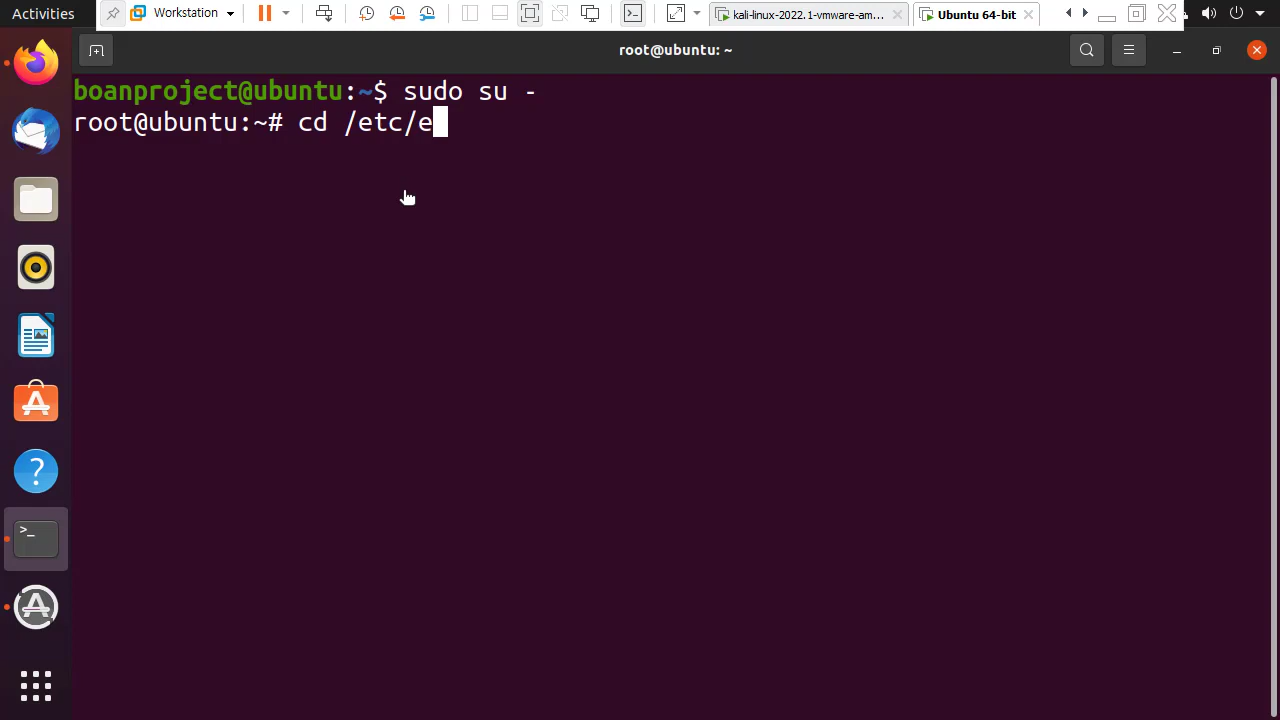 Activities
Workstation
kali-linux-2022.1-vmware-am...
Ubuntu 64-bit
root@ubuntu: ~
boanproject@ubuntu:~$ sudo su -
root@ubuntu:~# cd /etc/e